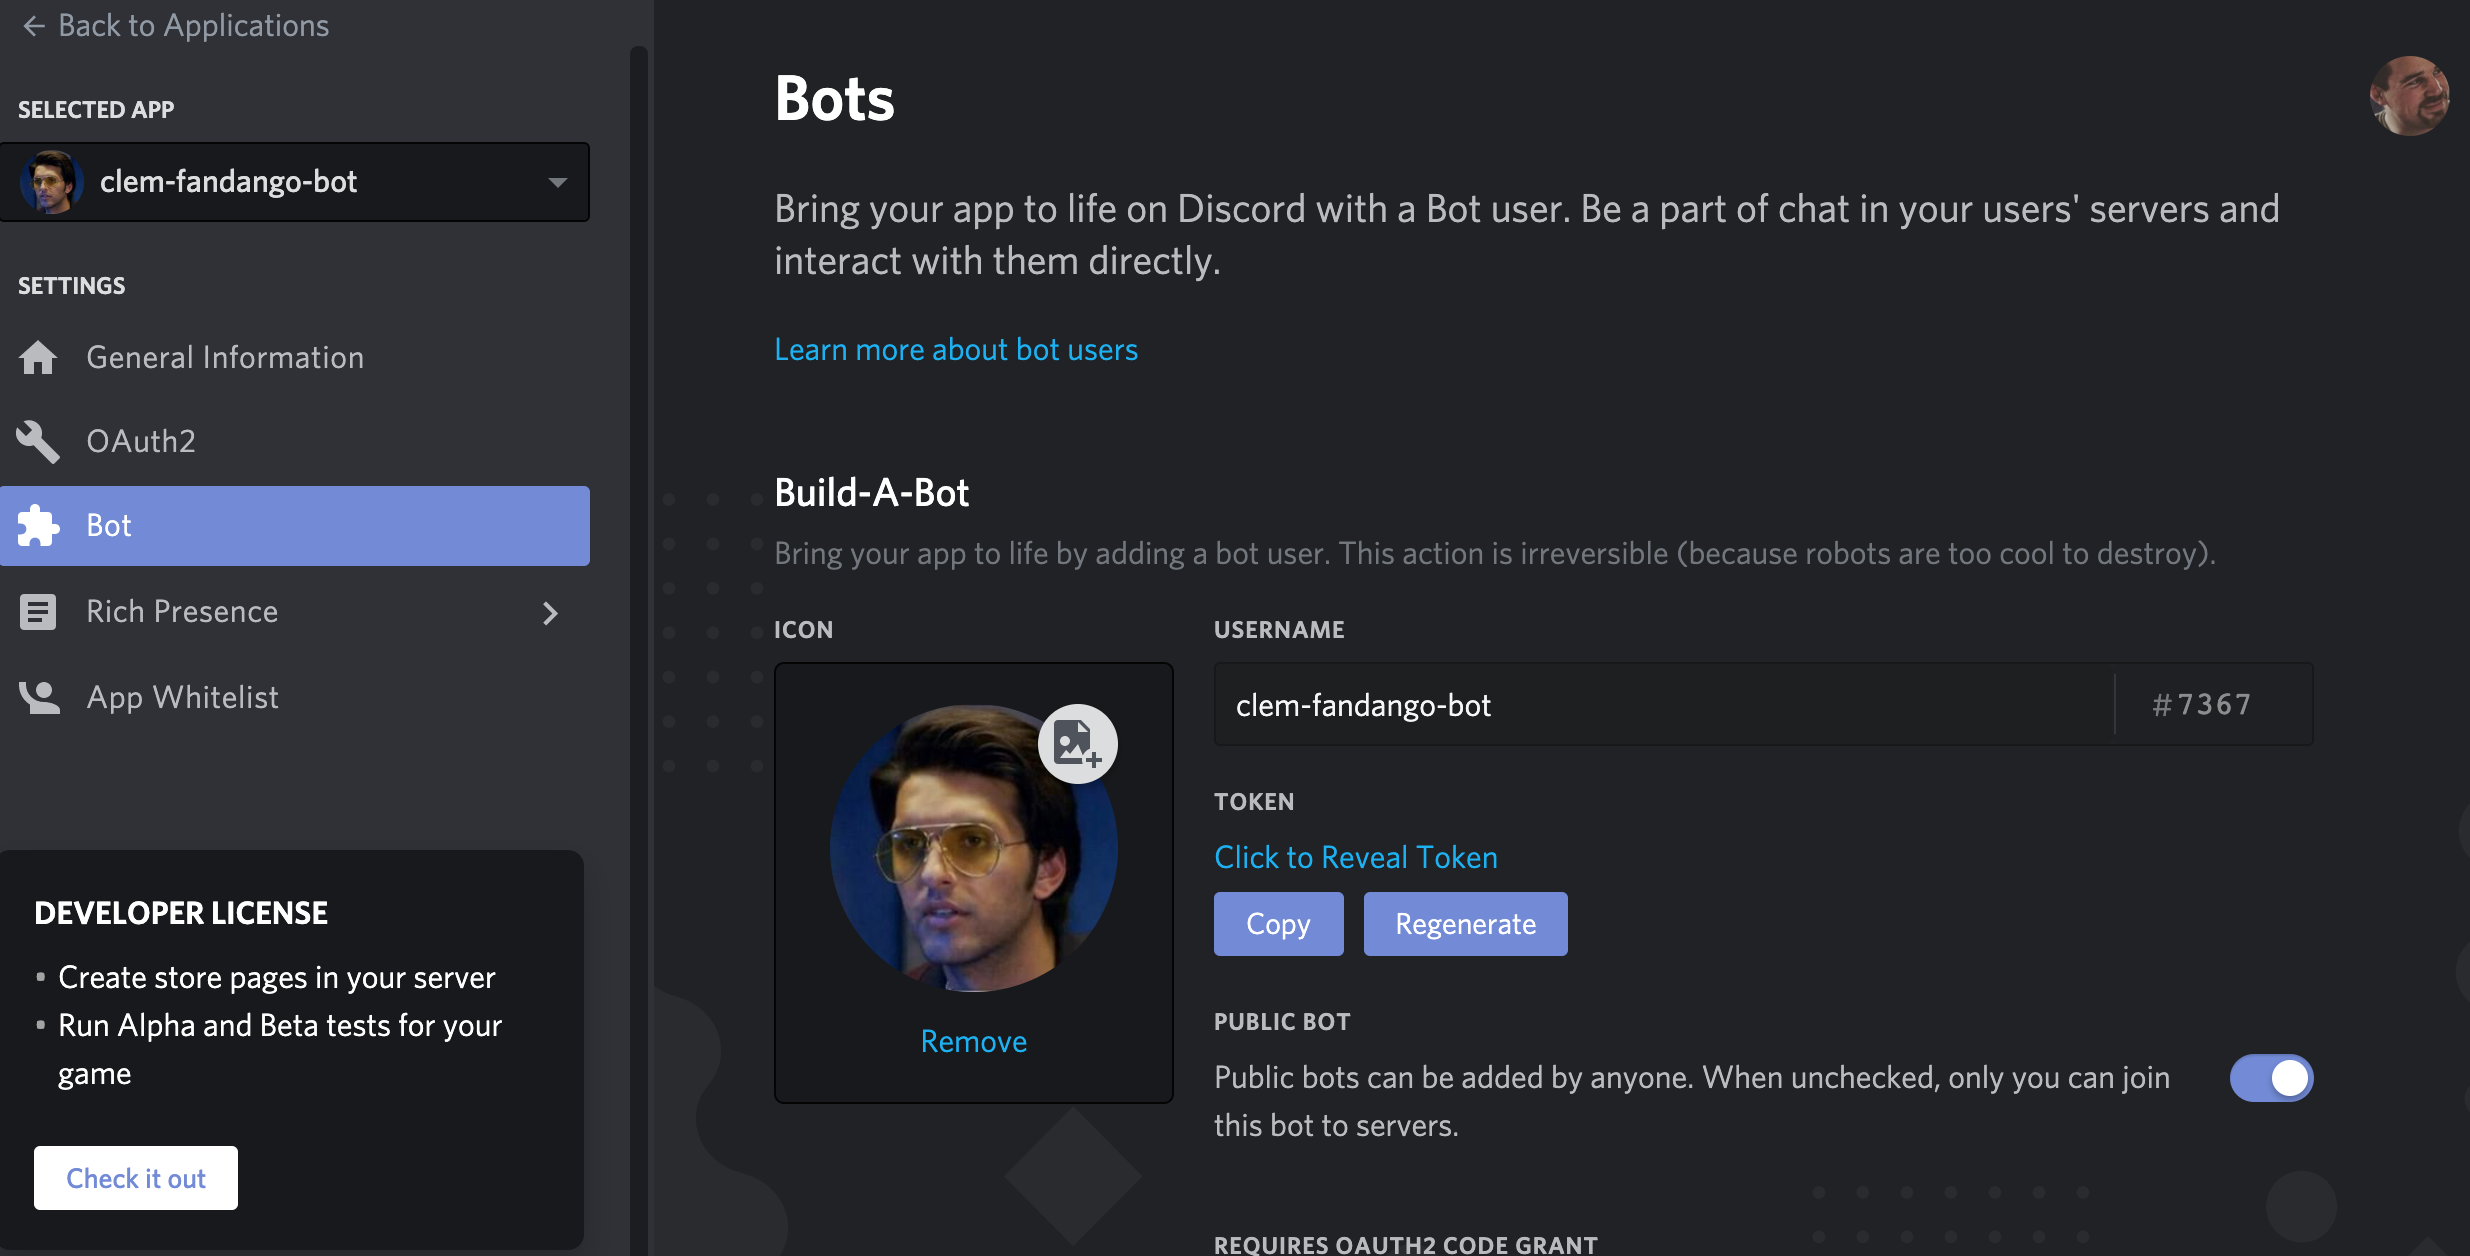 Back to Applications
SELECTED APP
clem-fandango-bot
SETTINGS
General Information
OAuth2
Bot
Rich Presence
App Whitelist
DEVELOPER LICENSE
Create store pages in your server
Run Alpha and Beta tests for your
game
Check it out
Bots
Bring your app to life on Discord with a Bot user. Be a part of chat in your users' servers and
interact with them directly.
Learn more about bot users
Build-A-Bot
Bring your app to life by adding a bot user. This action is irreversible (because robots are too cool to destroy).
ICON
Remove
USERNAME
clem-fandango-bot
#7367
TOKEN
Click to Reveal Token
Copy
Regenerate
PUBLIC BOT
Public bots can be added by anyone. When unchecked, only you can join
this bot to servers.
REQUIRES OAUTH2 CODE GRANT